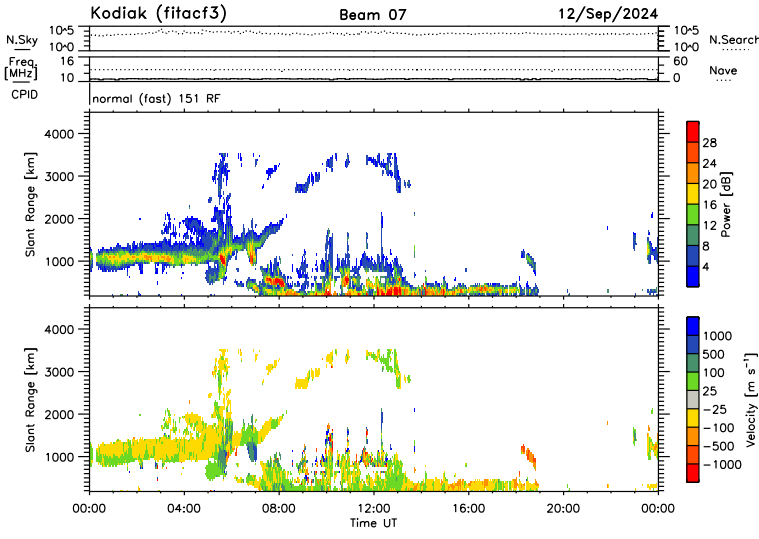 Kodiak (fitacf3) Beam 07 12/Sep/2024
N.Sky 10^5 10^0 10^5 10^0 N.Search
Freq. [MHz] 16 10 60 0 Nave
CPID normal (fast) 151 RF
Slant Range [km] 4000 3000 2000 1000
Power [dB] 28 24 20 16 12 8 4
Slant Range [km] 4000 3000 2000 1000
Velocity [m s⁻¹] 1000 500 100 25 −25 −100 −500 −1000
00:00 04:00 08:00 12:00 16:00 20:00 00:00
Time UT